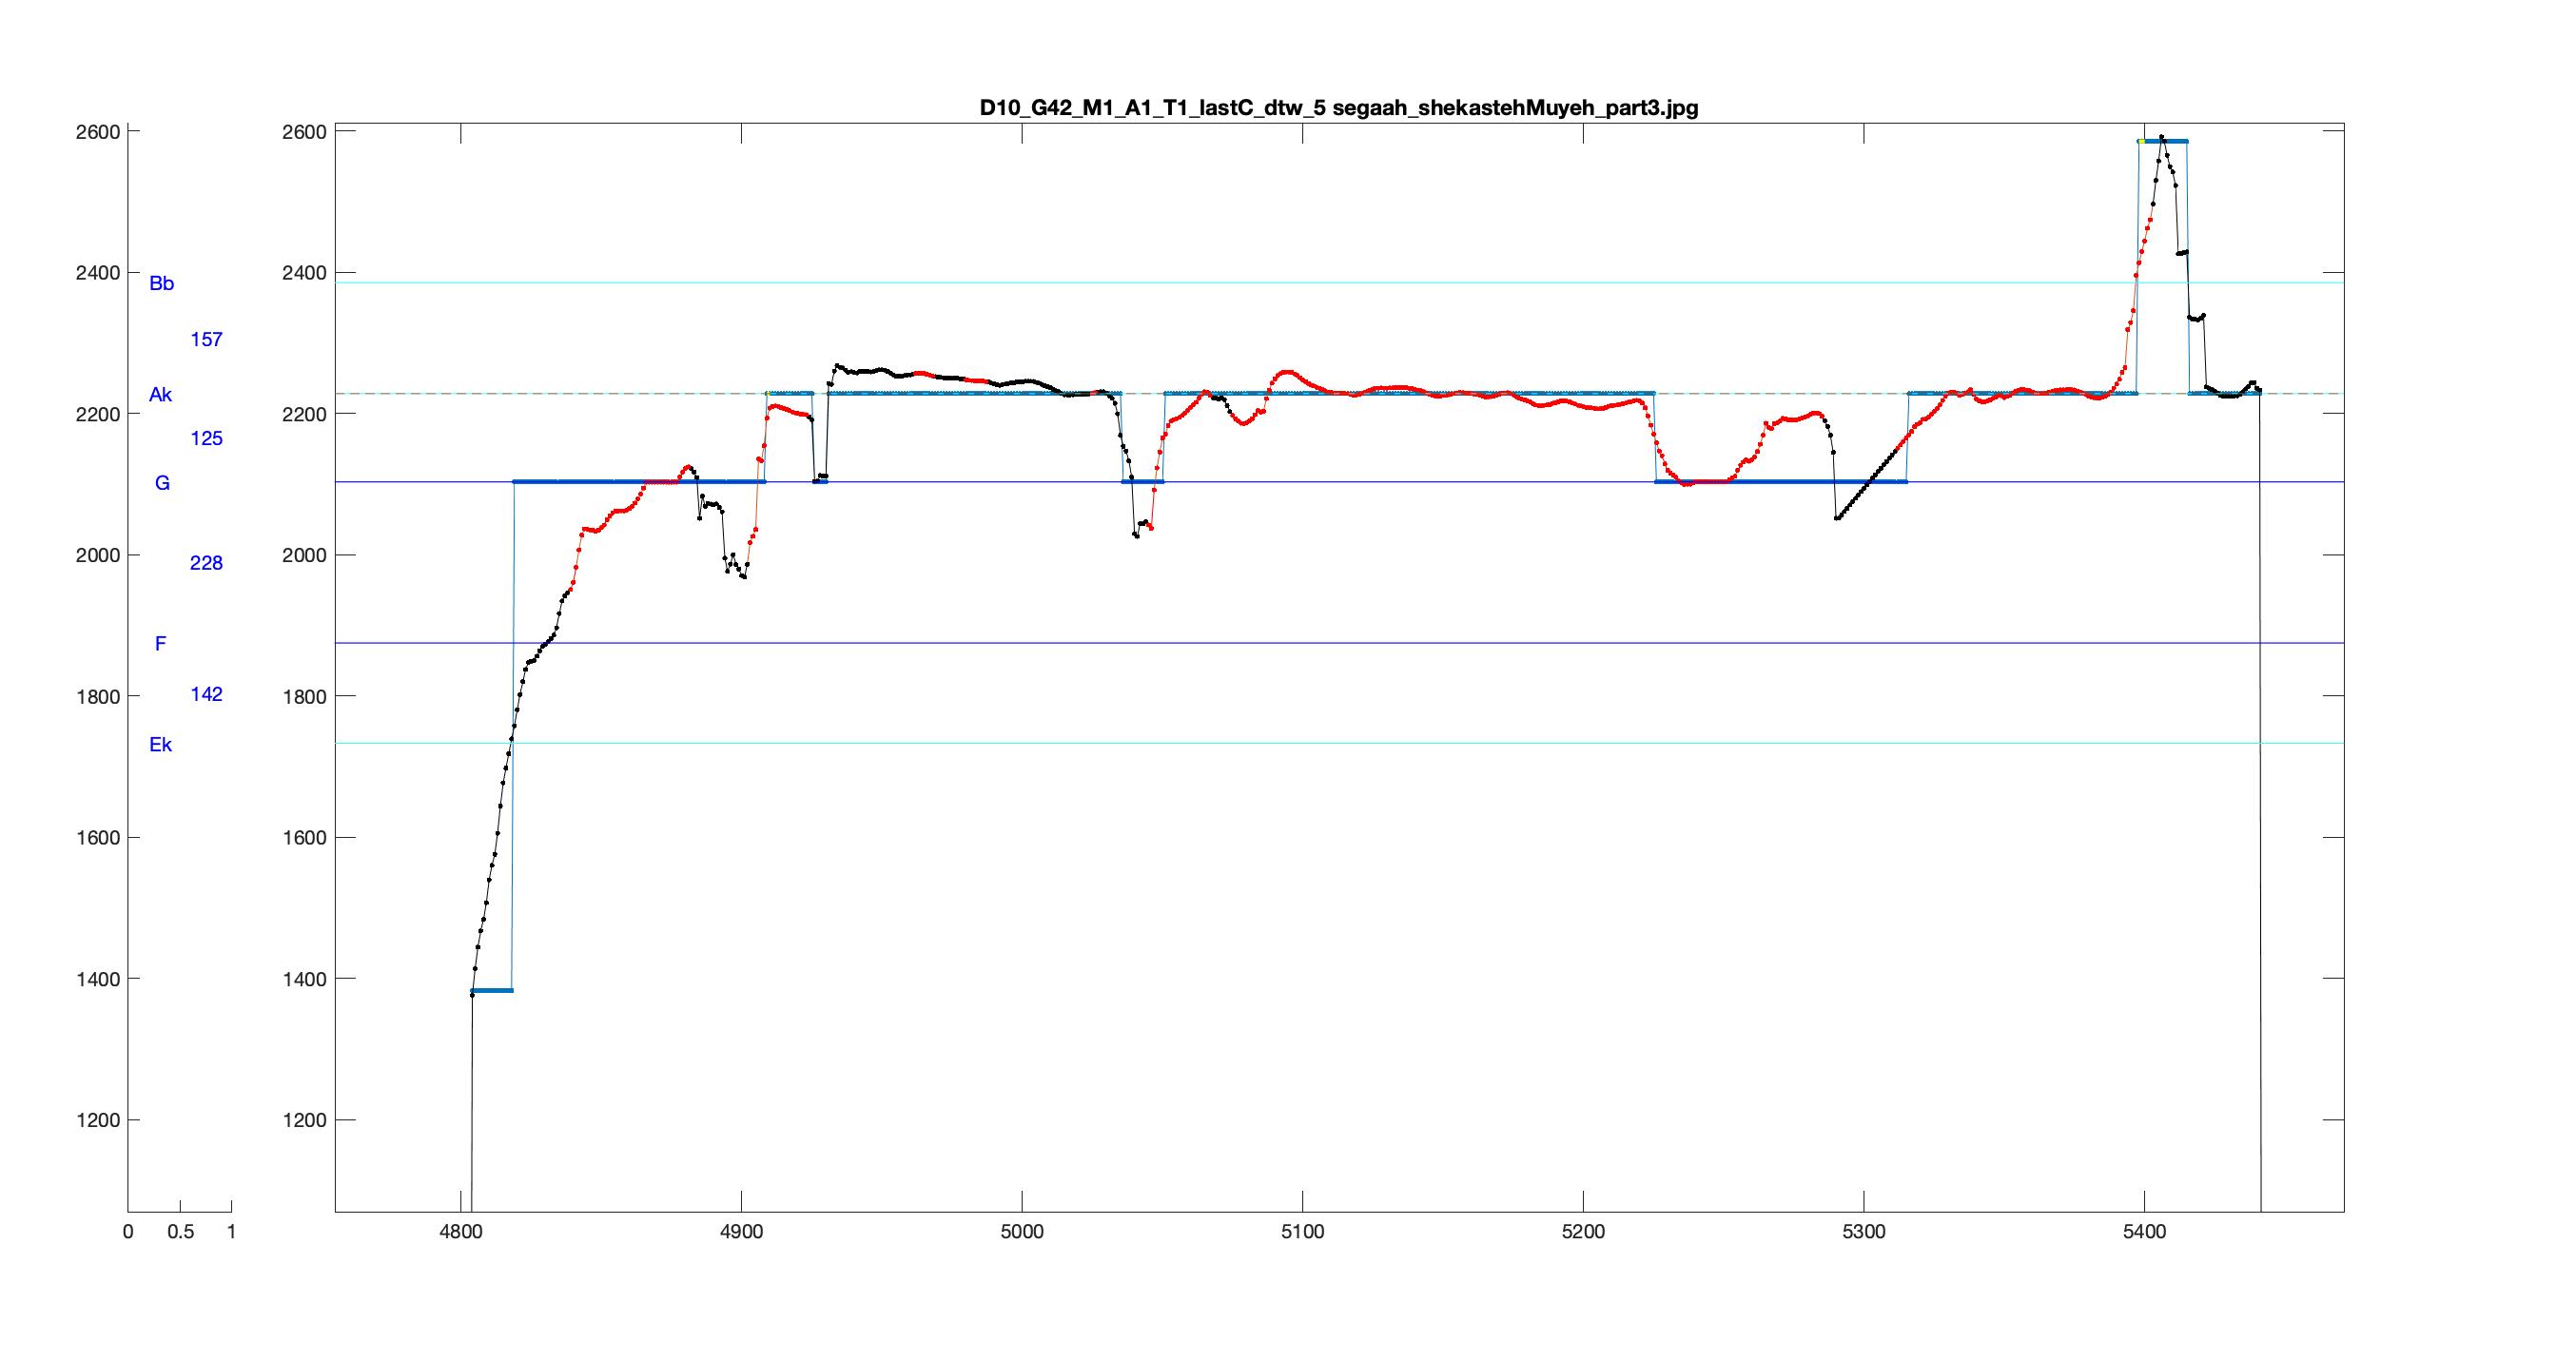 D10_G42_M1_A1_T1_lastC_dtw_5 segaah_shekastehMuyeh_part3.jpg
2600 2600
2400 2400
Bb
157
Ak
2200 2200
125
G
2000 2000
228
F
1800 1800
142
Ek
1600 1600
1400 1400
1200 1200
0 0.5 1 4800 4900 5000 5100 5200 5300 5400